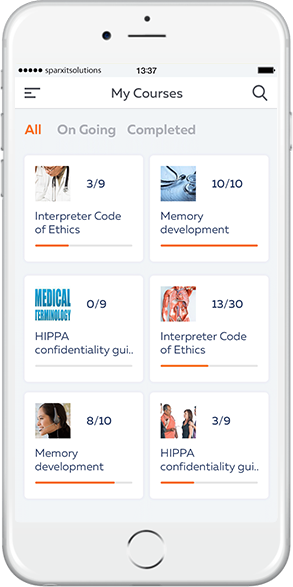 sparxitsolutions 13:37
My Courses
All On Going Completed
3/9
Interpreter Code
of Ethics
10/10
Memory
development
MEDICAL
TERMINOLOGY
0/9
HIPPA
confidentiality gui..
13/30
Interpreter Code
of Ethics
8/10
Memory
development
3/9
HIPPA
confidentiality gui..